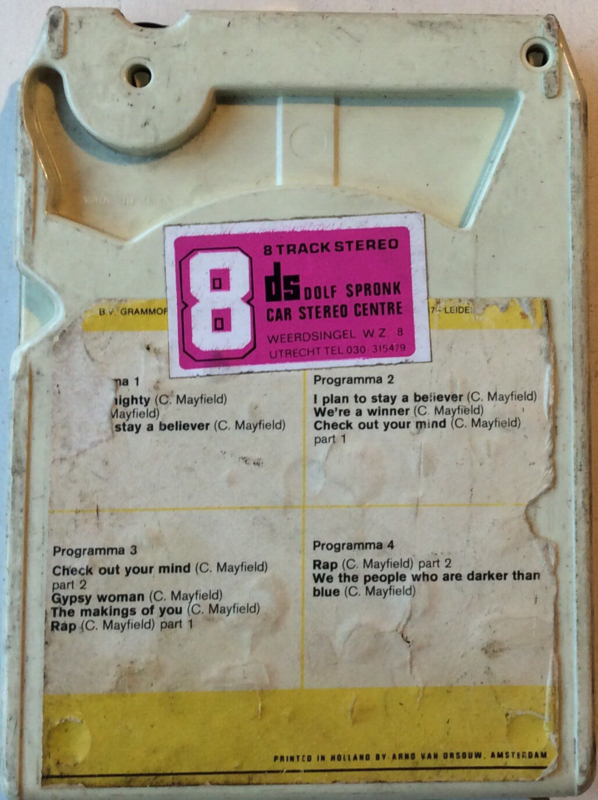 8
8 TRACK STEREO
ds DOLF SPRONK
CAR STEREO CENTRE
WEERDSINGEL W Z 8
UTRECHT TEL 030 315479
B.V. GRAMMOF
LEIDE
ma 1
ighty (C. Mayfield)
Mayfield)
stay a believer (C. Mayfield)
Programma 2
I plan to stay a believer (C. Mayfield)
We're a winner (C. Mayfield)
Check out your mind (C. Mayfield)
part 1
Programma 3
Check out your mind (C. Mayfield)
part 2
Gypsy woman (C. Mayfield)
The makings of you (C. Mayfield)
Rap (C. Mayfield) part 1
Programma 4
Rap (C. Mayfield) part 2
We the people who are darker than
blue (C. Mayfield)
PRINTED IN HOLLAND BY ARNO VAN ORSOUW, AMSTERDAM